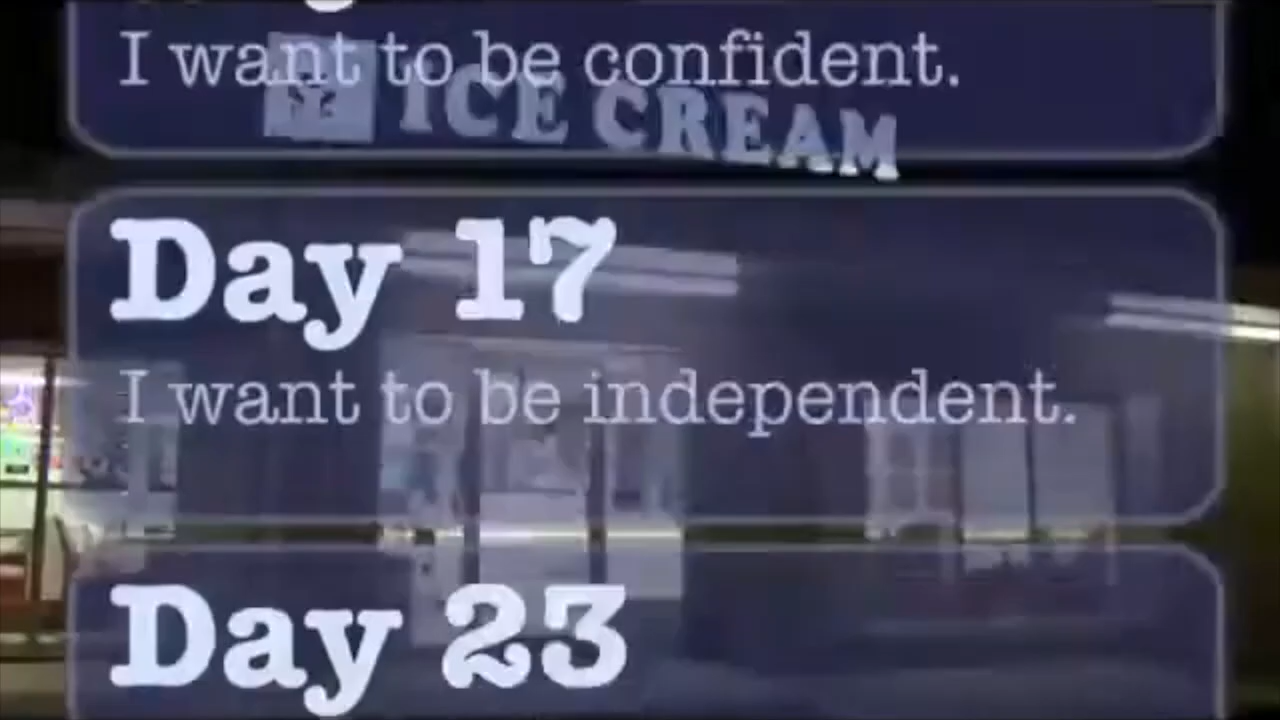 I want to be confident.
ICE CREAM
Day 17
I want to be independent.
Day 23